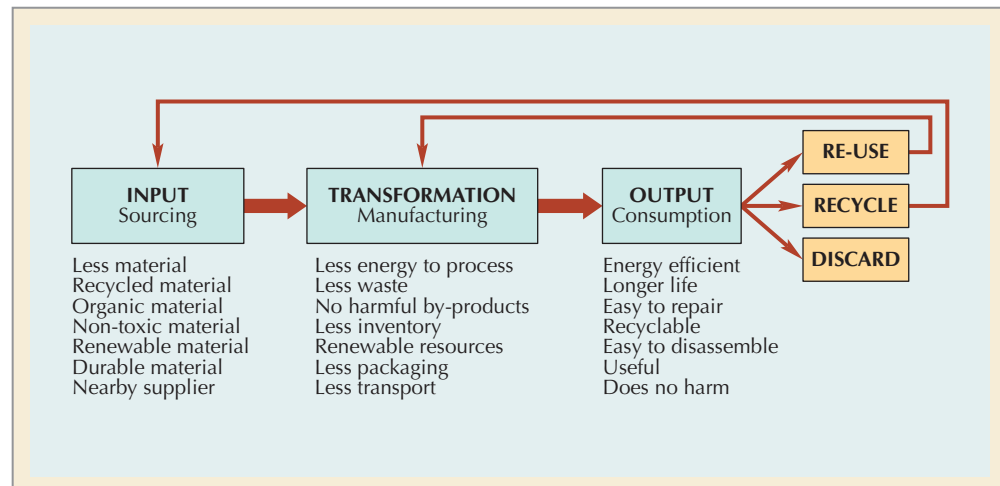 INPUT
Sourcing
TRANSFORMATION
Manufacturing
OUTPUT
Consumption
RE-USE
RECYCLE
DISCARD
Less material
Recycled material
Organic material
Non-toxic material
Renewable material
Durable material
Nearby supplier
Less energy to process
Less waste
No harmful by-products
Less inventory
Renewable resources
Less packaging
Less transport
Energy efficient
Longer life
Easy to repair
Recyclable
Easy to disassemble
Useful
Does no harm